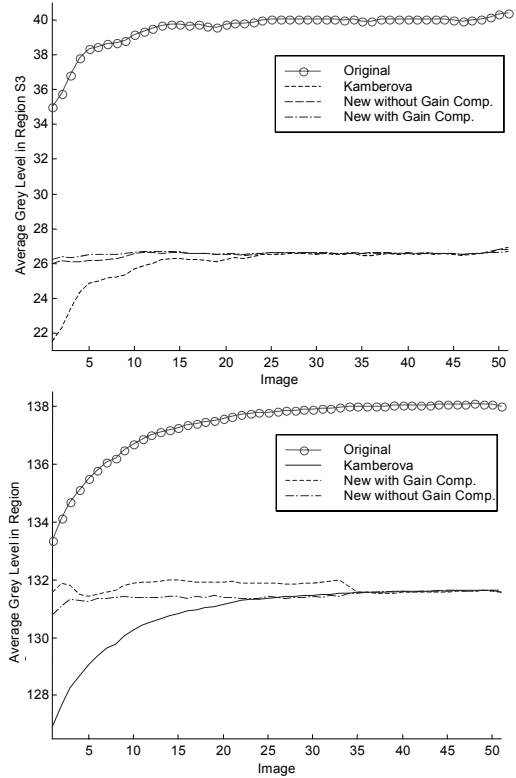 Average Grey Level in Region S3
40
38
36
34
32
30
28
26
24
22
Original
Kamberova
New without Gain Comp.
New with Gain Comp.
5 10 15 20 25 30 35 40 45 50
Image
Average Grey Level in Region
138
136
134
132
130
128
Original
Kamberova
New with Gain Comp.
New without Gain Comp.
5 10 15 20 25 30 35 40 45 50
Image